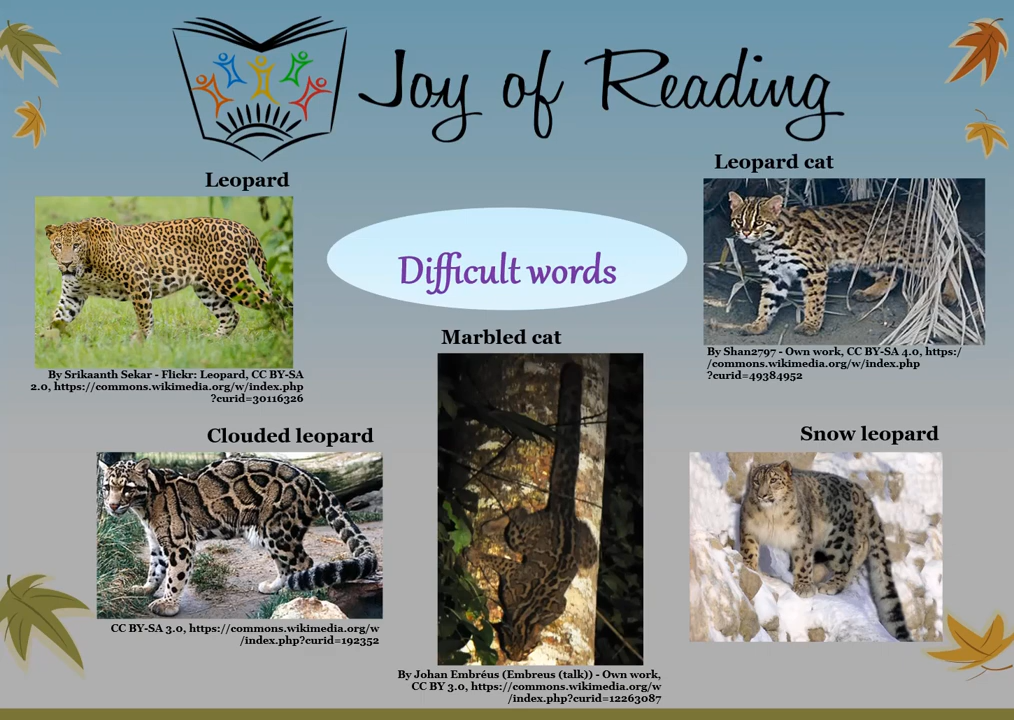 Joy of Reading
Leopard cat
Leopard
Difficult words
Marbled cat
By Srikaanth Sekar - Flickr: Leopard, CC BY-SA
2.0, https://commons.wikimedia.org/w/index.php
?curid=30116326
By Shan2797 - Own work, CC BY-SA 4.0, https:/
/commons.wikimedia.org/w/index.php
?curid=49384952
Clouded leopard
Snow leopard
CC BY-SA 3.0, https://commons.wikimedia.org/w
/index.php?curid=192352
By Johan Embréus (Embreus (talk)) - Own work,
CC BY 3.0, https://commons.wikimedia.org/w
/index.php?curid=12263087